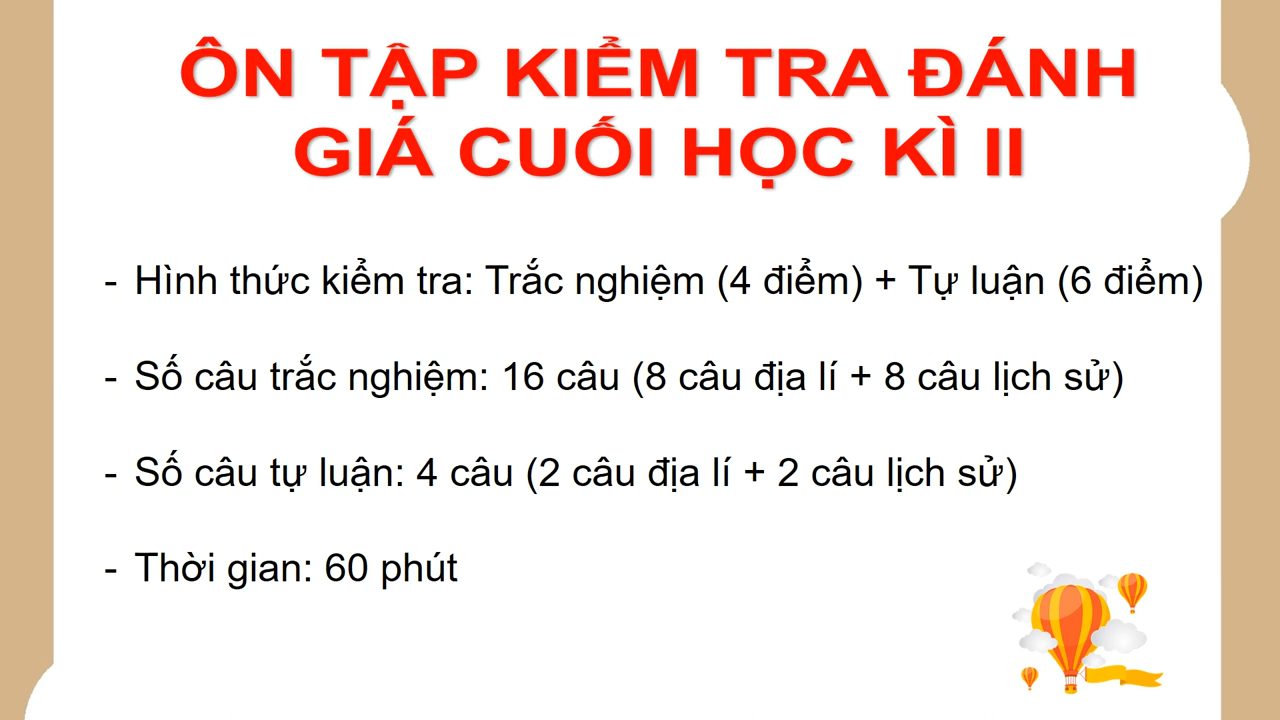 ÔN TẬP KIỂM TRA ĐÁNH
GIÁ CUỐI HỌC KÌ II
- Hình thức kiểm tra: Trắc nghiệm (4 điểm) + Tự luận (6 điểm)
- Số câu trắc nghiệm: 16 câu (8 câu địa lí + 8 câu lịch sử)
- Số câu tự luận: 4 câu (2 câu địa lí + 2 câu lịch sử)
- Thời gian: 60 phút